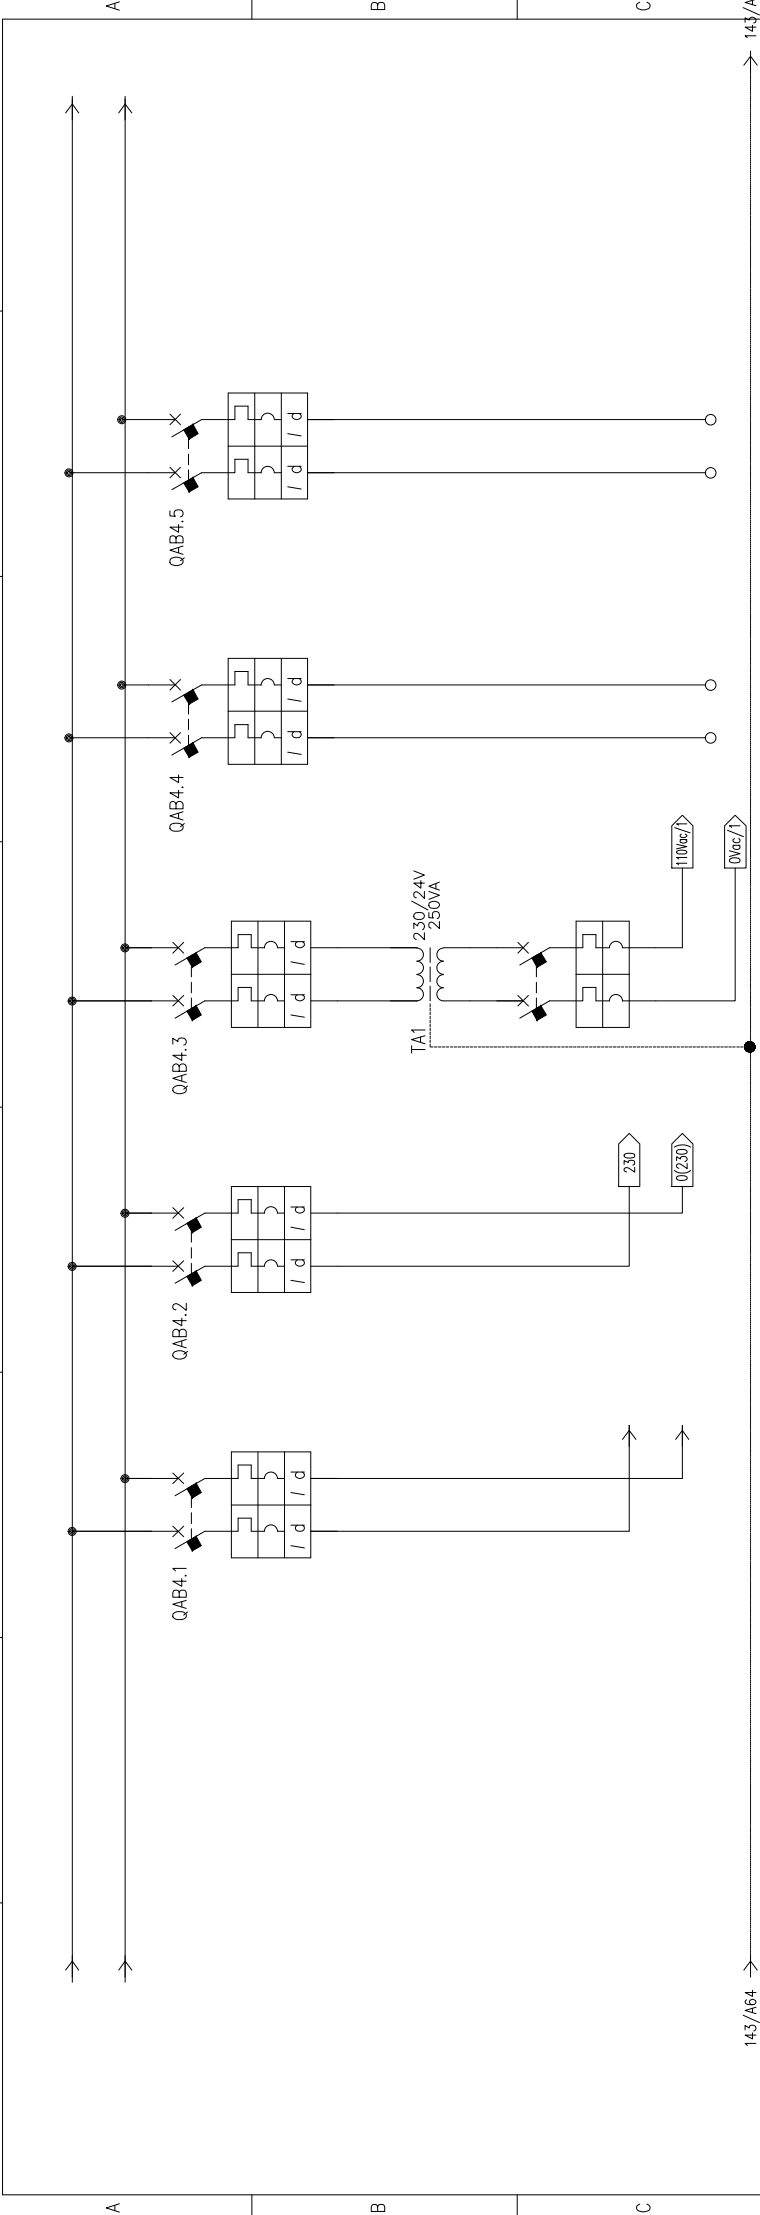 A
B
C
143/A64
QAB4.1
I d
I d
QAB4.2
I d
I d
230
0(230)
QAB4.3
I d
I d
TA1
230/24V
250VA
110Vac/1
0Vac/1
QAB4.4
I d
I d
QAB4.5
I d
I d
A
B
C